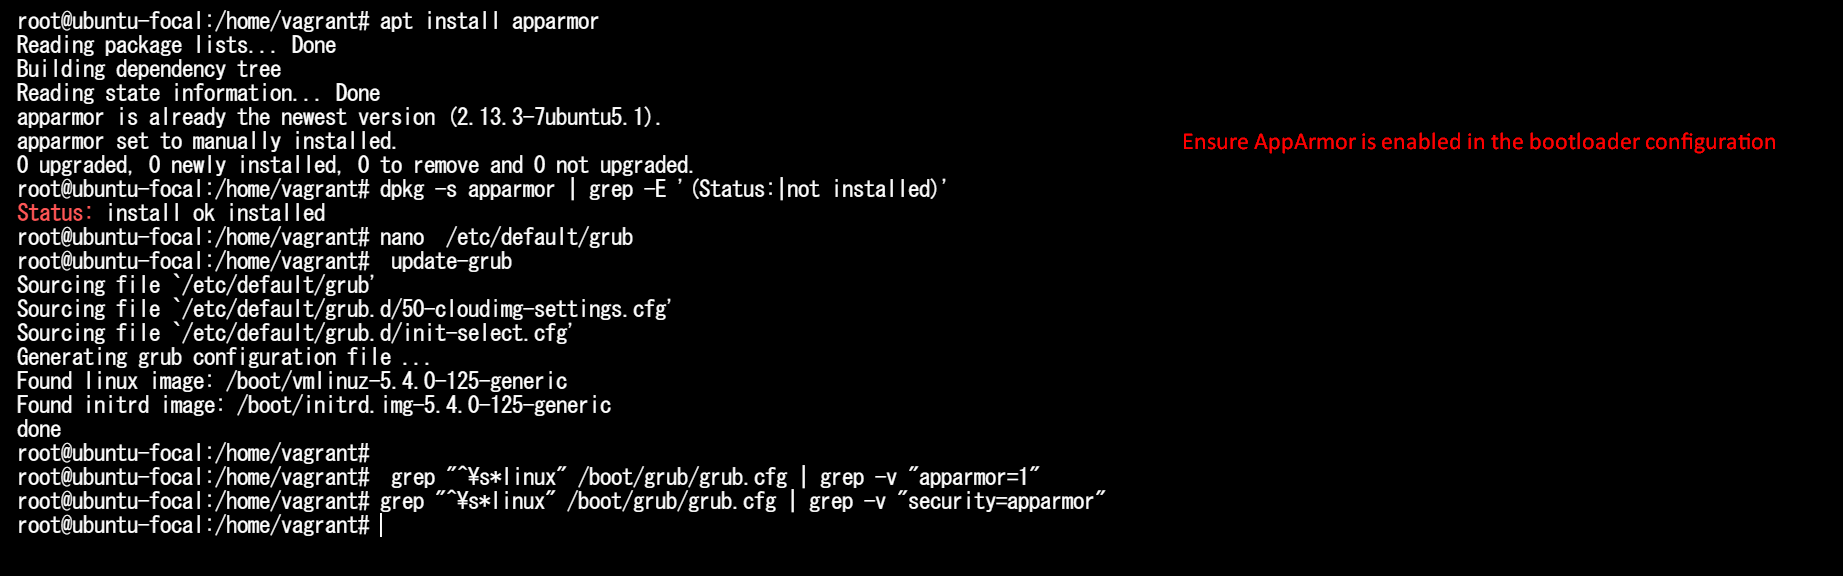 root@ubuntu-focal:/home/vagrant# apt install apparmor
Reading package lists... Done
Building dependency tree
Reading state information... Done
apparmor is already the newest version (2.13.3-7ubuntu5.1).
apparmor set to manually installed.
Ensure AppArmor is enabled in the bootloader configuration
0 upgraded, 0 newly installed, 0 to remove and 0 not upgraded.
root@ubuntu-focal:/home/vagrant# dpkg -s apparmor | grep -E '(Status:|not installed)'
Status: install ok installed
root@ubuntu-focal:/home/vagrant# nano  /etc/default/grub
root@ubuntu-focal:/home/vagrant#  update-grub
Sourcing file `/etc/default/grub'
Sourcing file `/etc/default/grub.d/50-cloudimg-settings.cfg'
Sourcing file `/etc/default/grub.d/init-select.cfg'
Generating grub configuration file ...
Found linux image: /boot/vmlinuz-5.4.0-125-generic
Found initrd image: /boot/initrd.img-5.4.0-125-generic
done
root@ubuntu-focal:/home/vagrant#
root@ubuntu-focal:/home/vagrant#  grep "^¥s*linux" /boot/grub/grub.cfg | grep -v "apparmor=1"
root@ubuntu-focal:/home/vagrant# grep "^¥s*linux" /boot/grub/grub.cfg | grep -v "security=apparmor"
root@ubuntu-focal:/home/vagrant#